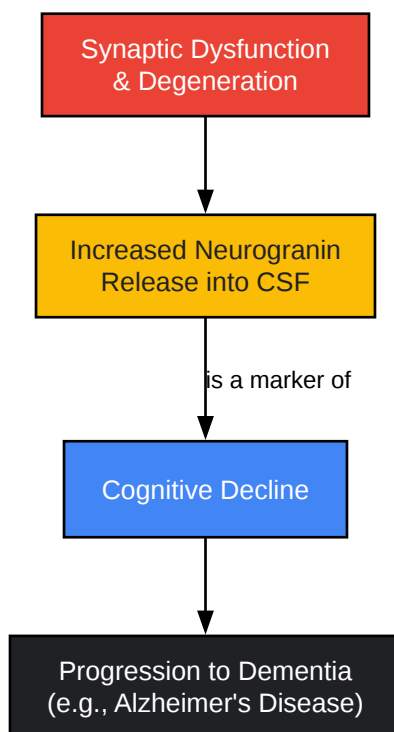 Synaptic Dysfunction
& Degeneration
Increased Neurogranin
Release into CSF
is a marker of
Cognitive Decline
Progression to Dementia
(e.g., Alzheimer's Disease)